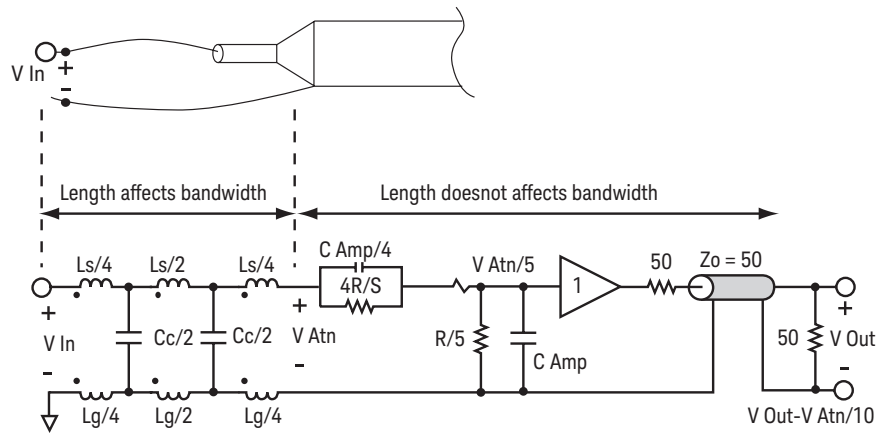 V In
+
-
Length affects bandwidth
Length doesnot affects bandwidth
C Amp/4
Ls/4
Ls/2
Ls/4
4R/S
V Atn/5
1
50
Zo = 50
+
V In
-
Cc/2
Cc/2
+
V Atn
-
R/5
C Amp
50
+
V Out
-
Lg/4
Lg/2
Lg/4
V Out-V Atn/10